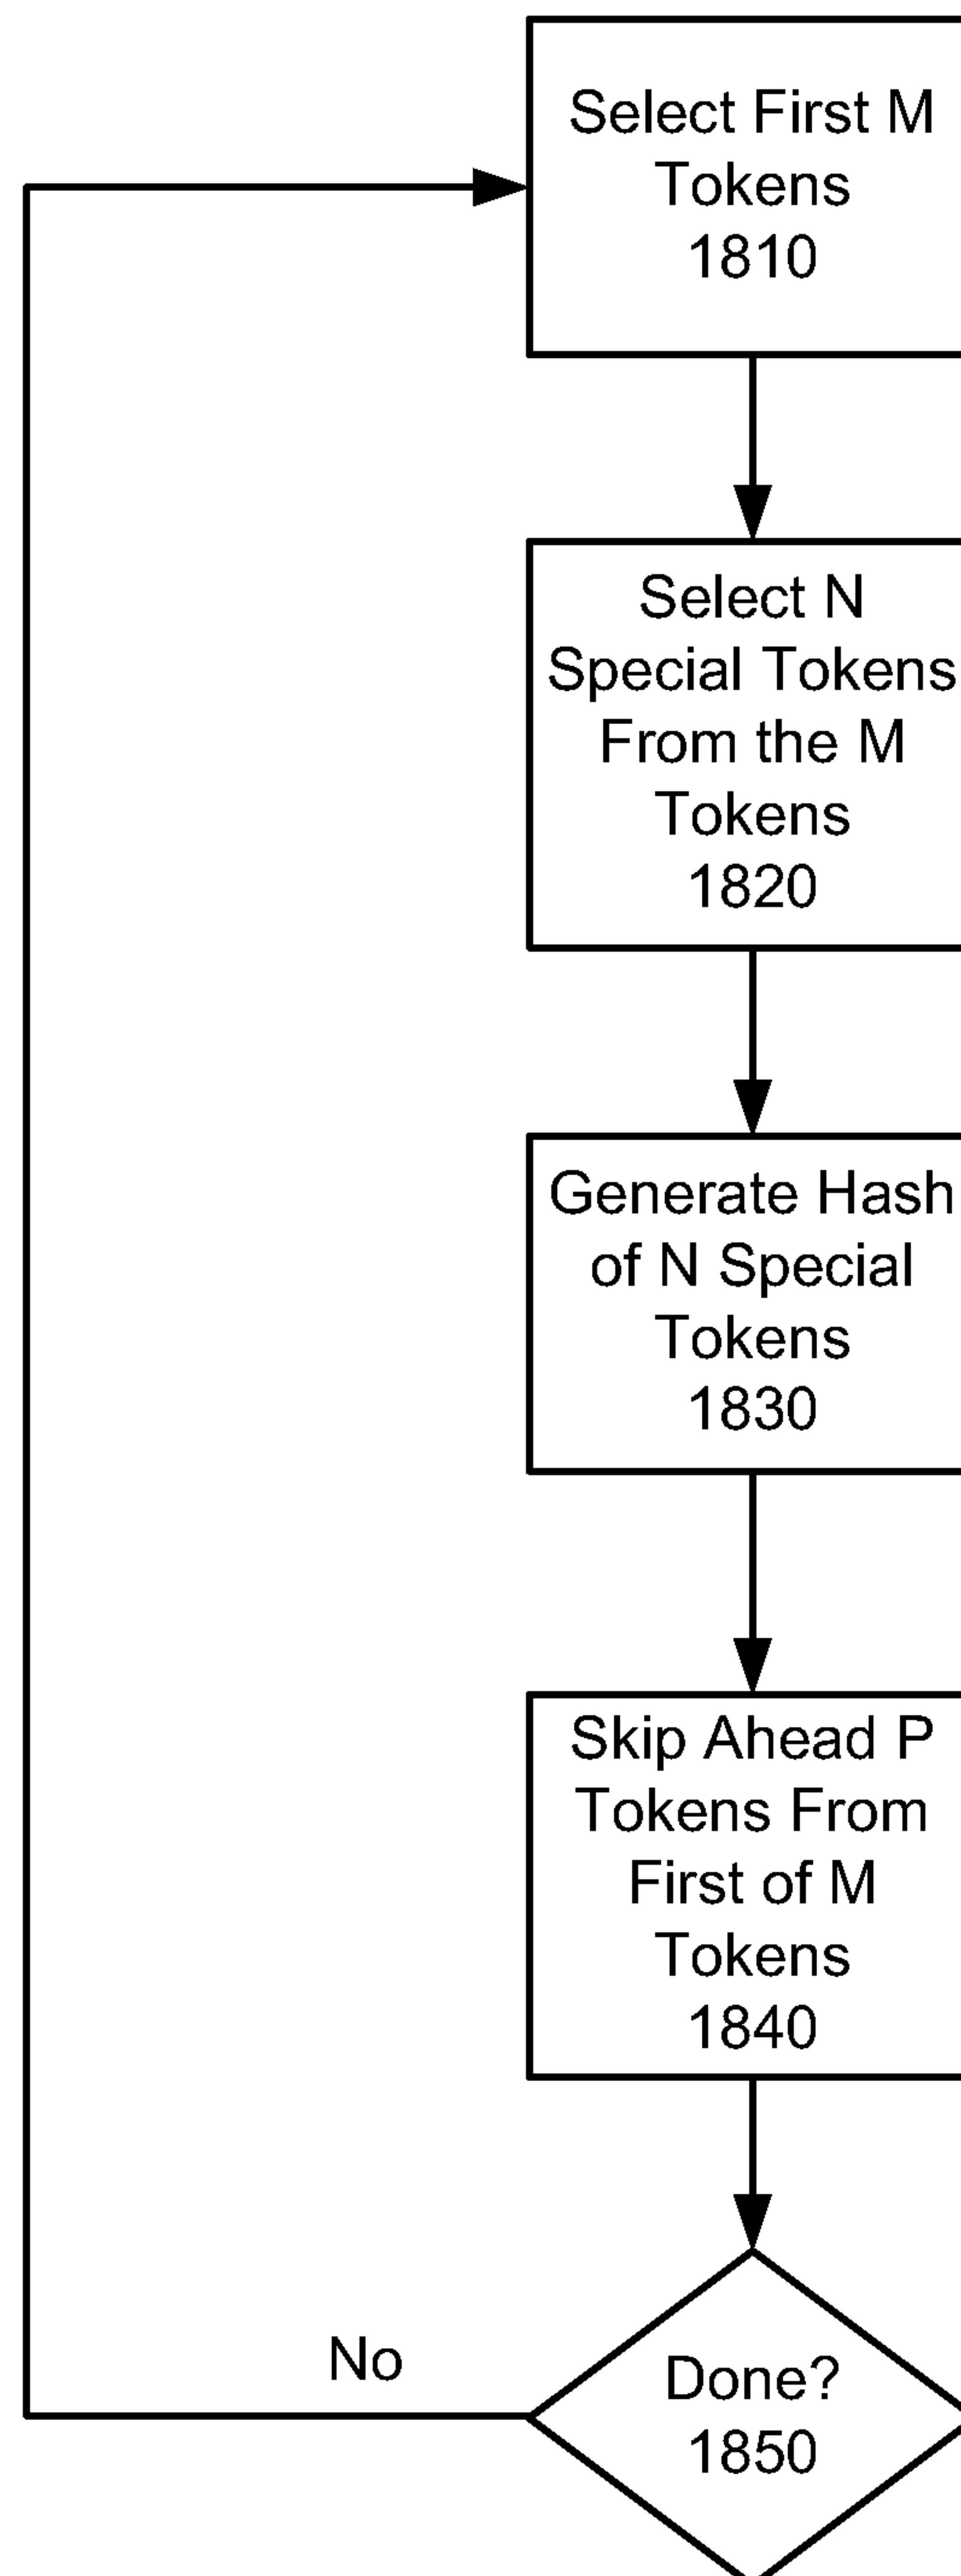 Select First M
Tokens
1810
Select N
Special Tokens
From the M
Tokens
1820
Generate Hash
of N Special
Tokens
1830
Skip Ahead P
Tokens From
First of M
Tokens
1840
No
Done?
1850